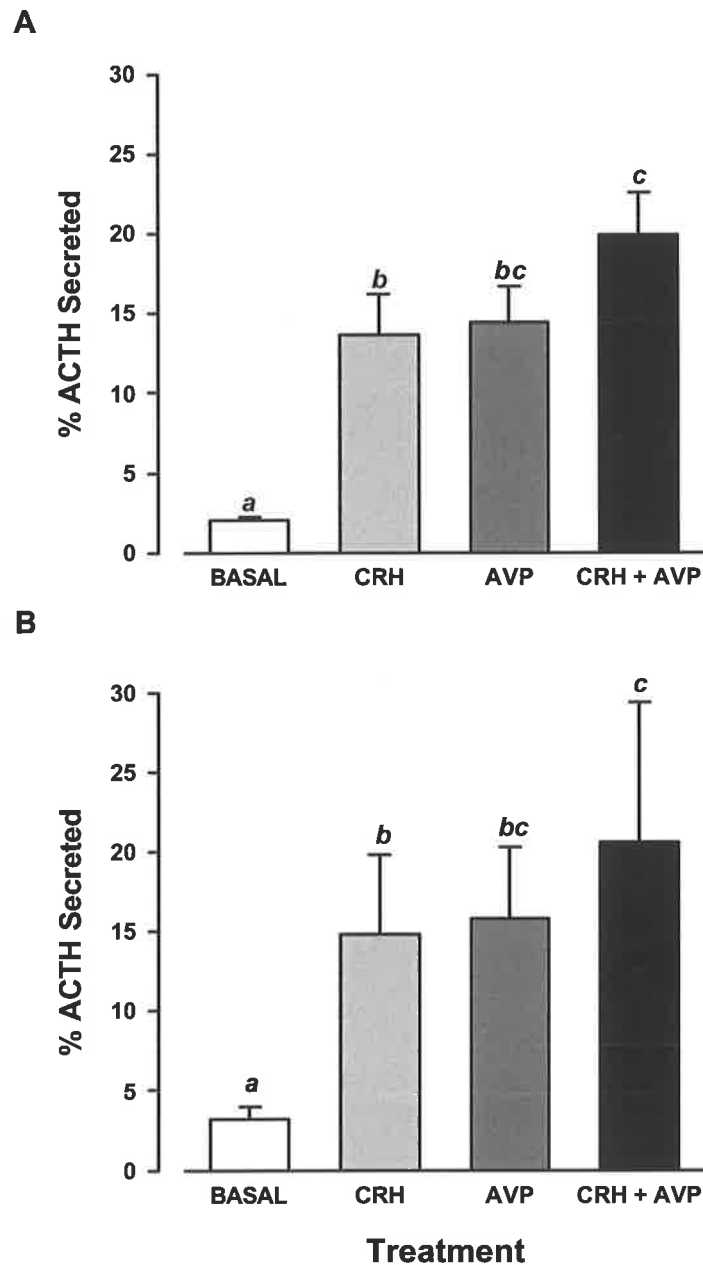 A
30
25
c
20
bc
b
15
% ACTH Secreted
10
5
a
0
BASAL CRH AVP CRH + AVP
B
30
c
25
b bc
20
15
% ACTH Secreted
10
5
a
0
BASAL CRH AVP CRH + AVP
Treatment